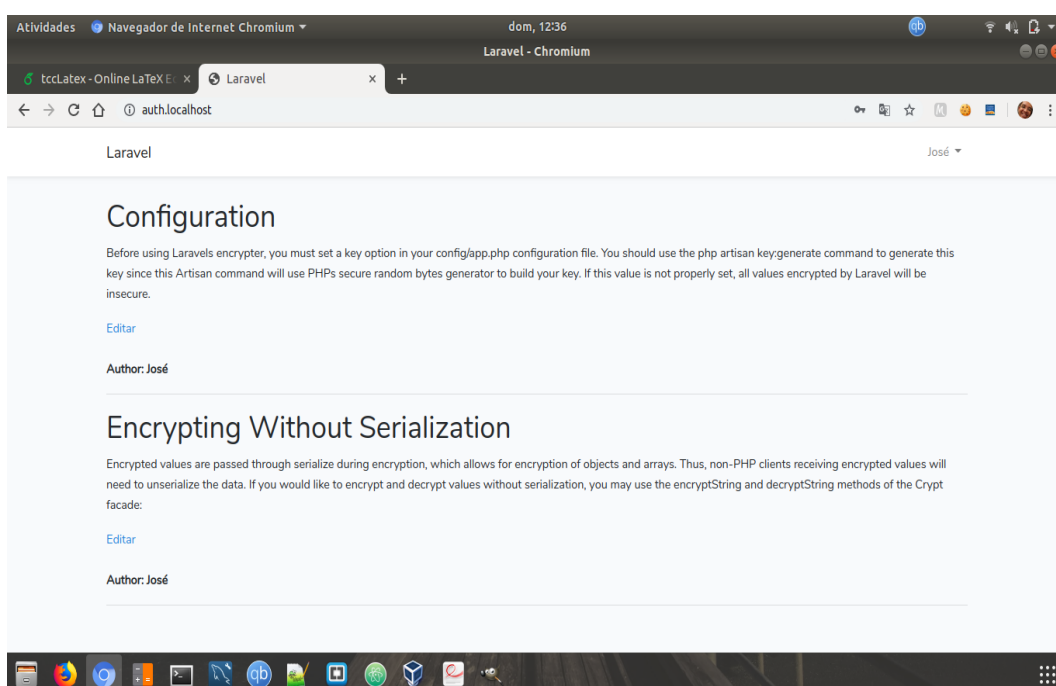 Atividades Navegador de Internet Chromium dom, 12:36 qb
Laravel - Chromium
tccLatex - Online LaTeX Ed Laravel
auth.localhost
Laravel José
Configuration
Before using Laravels encrypter, you must set a key option in your config/app.php configuration file. You should use the php artisan key:generate command to generate this
key since this Artisan command will use PHPs secure random bytes generator to build your key. If this value is not properly set, all values encrypted by Laravel will be
insecure.
Editar
Author: José
Encrypting Without Serialization
Encrypted values are passed through serialize during encryption, which allows for encryption of objects and arrays. Thus, non-PHP clients receiving encrypted values will
need to unserialize the data. If you would like to encrypt and decrypt values without serialization, you may use the encryptString and decryptString methods of the Crypt
facade:
Editar
Author: José
qb